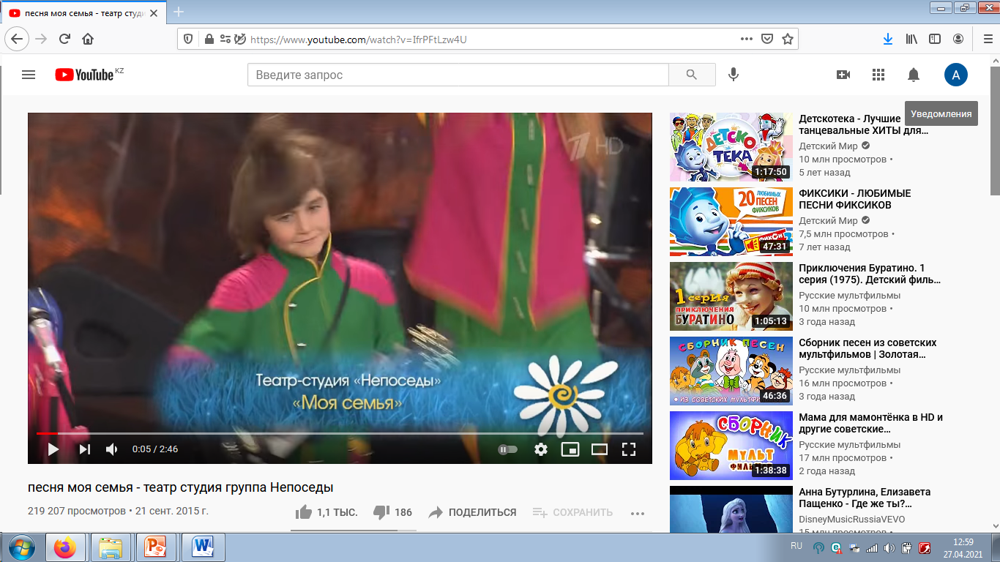 песня моя семья - театр студи
https://www.youtube.com/watch?v=IfrPFtLzw4U
YouTube KZ
Введите запрос
A
Уведомления
1 HD
Театр-студия «Непоседы»
«Моя семья»
0:05 / 2:46
песня моя семья - театр студия группа Непоседы
219 207 просмотров • 21 сент. 2015 г.
1,1 ТЫС.
186
ПОДЕЛИТЬСЯ
СОХРАНИТЬ
ДЕТСКО
ТЕКА
1:17:50
Детскотека - Лучшие
танцевальные ХИТЫ для…
Детский Мир
10 млн просмотров •
5 лет назад
20 ЛЮБИМЫХ
ПЕСЕН
ФИКСИКОВ
47:31
ФИКСИКИ - ЛЮБИМЫЕ
ПЕСНИ ФИКСИКОВ
Детский Мир
7,5 млн просмотров •
7 лет назад
1 серия
ПРИКЛЮЧЕНИЯ
БУРАТИНО
1:05:13
Приключения Буратино. 1
серия (1975). Детский филь…
Русские мультфильмы
10 млн просмотров •
3 года назад
СБОРНИК ПЕСЕН
ИЗ СОВЕТСКИХ
46:36
Сборник песен из советских
мультфильмов | Золотая…
Русские мультфильмы
16 млн просмотров •
3 года назад
СБОРНИК
МУЛЬТ
1:38:38
Мама для мамонтёнка в HD и
другие советские…
Русские мультфильмы
17 млн просмотров •
2 года назад
Анна Бутурлина, Елизавета
Пащенко - Где же ты?…
DisneyMusicRussiaVEVO
15 млн просмотров •
RU
12:59
27.04.2021